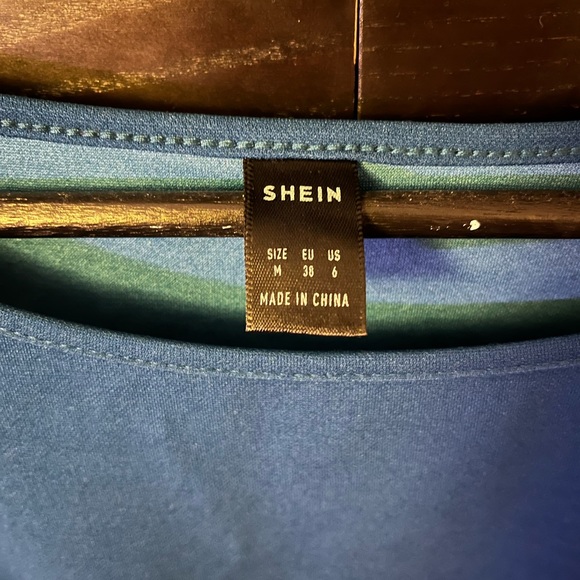 SHEIN
SIZE EU US
M 38 6
MADE IN CHINA